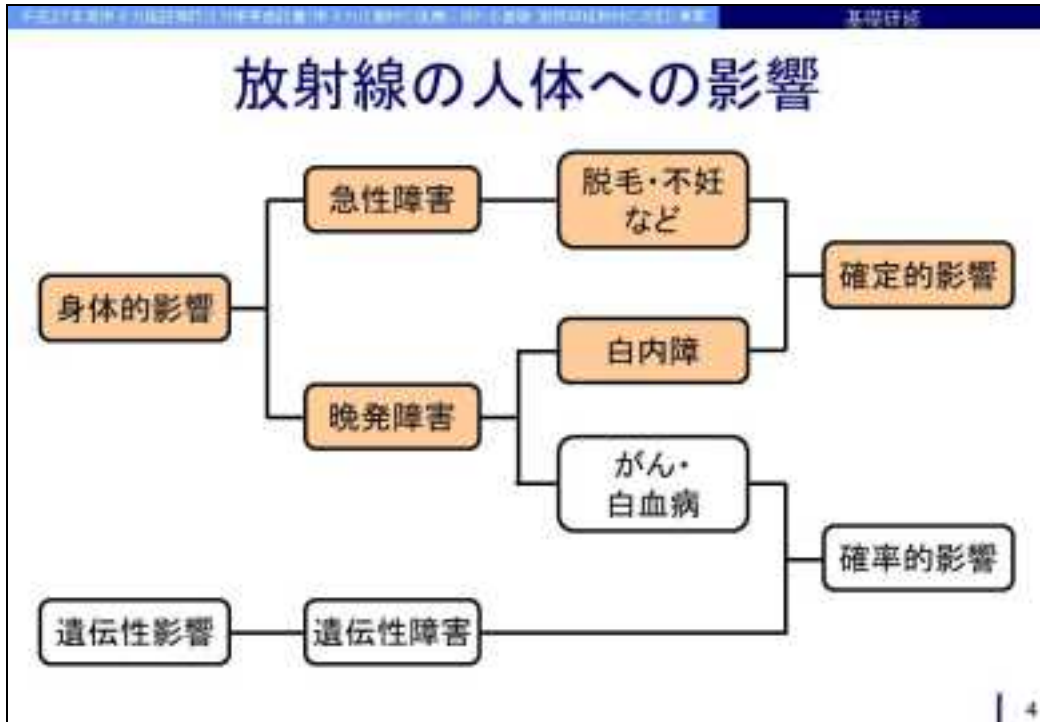 基礎研修
放射線の人体への影響
急性障害
脱毛・不妊
など
確定的影響
身体的影響
白内障
晩発障害
がん・
白血病
確率的影響
遺伝性影響
遺伝性障害
4